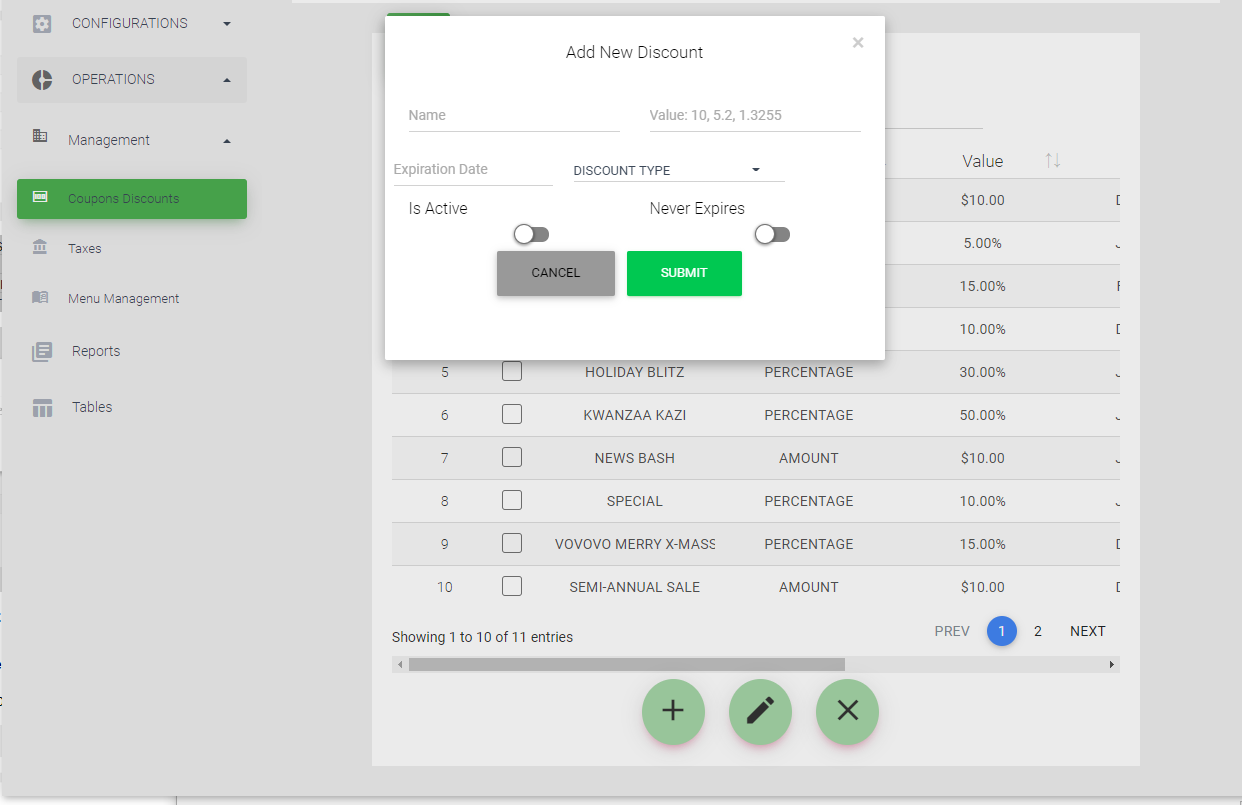 CONFIGURATIONS
OPERATIONS
Management
Coupons Discounts
Taxes
Menu Management
Reports
Tables
Add New Discount
×
Name
Value: 10, 5.2, 1.3255
Expiration Date
DISCOUNT TYPE
Is Active
Never Expires
CANCEL
SUBMIT
Value
$10.00
5.00%
15.00%
10.00%
5 HOLIDAY BLITZ PERCENTAGE 30.00%
6 KWANZAA KAZI PERCENTAGE 50.00%
7 NEWS BASH AMOUNT $10.00
8 SPECIAL PERCENTAGE 10.00%
9 VOVOVO MERRY X-MASS PERCENTAGE 15.00%
10 SEMI-ANNUAL SALE AMOUNT $10.00
Showing 1 to 10 of 11 entries
PREV 1 2 NEXT